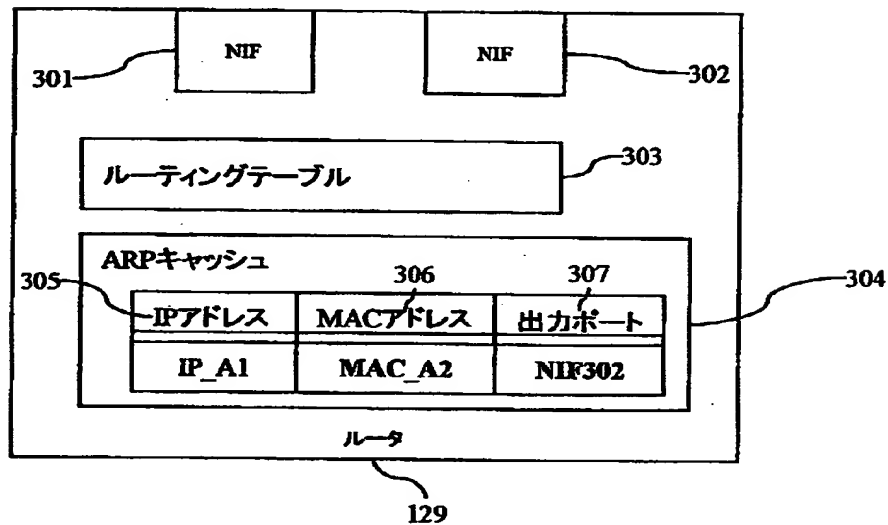 NIF
NIF
301
302
ルーティングテーブル
303
ARPキャッシュ
305
306
307
304
IPアドレス MACアドレス 出力ポート
IP_A1 MAC_A2 NIF302
ルータ
129